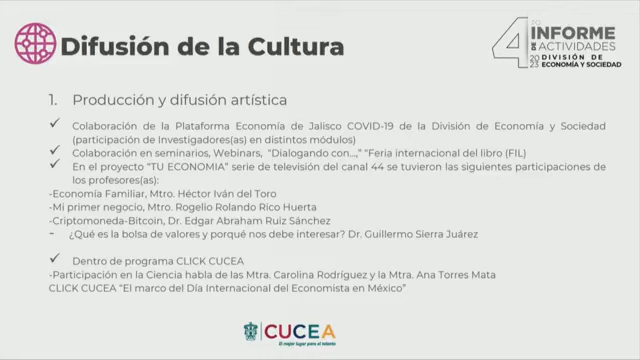 Difusión de la Cultura
4TO INFORME DE ACTIVIDADES
2023 DIVISIÓN DE ECONOMÍA Y SOCIEDAD
1. Producción y difusión artística
✓ Colaboración de la Plataforma Economía de Jalisco COVID-19 de la División de Economía y Sociedad
(participación de Investigadores(as) en distintos módulos)
✓ Colaboración en seminarios, Webinars, "Dialogando con...," "Feria internacional del libro (FIL)
✓ En el proyecto "TU ECONOMIA" serie de televisión del canal 44 se tuvieron las siguientes participaciones de
los profesores(as):
-Economía Familiar, Mtro. Héctor Iván del Toro
-Mi primer negocio, Mtro. Rogelio Rolando Rico Huerta
-Criptomoneda-Bitcoin, Dr. Edgar Abraham Ruiz Sánchez
- ¿Qué es la bolsa de valores y porqué nos debe interesar? Dr. Guillermo Sierra Juárez
✓ Dentro de programa CLICK CUCEA
-Participación en la Ciencia habla de las Mtra. Carolina Rodríguez y la Mtra. Ana Torres Mata
CLICK CUCEA "El marco del Día Internacional del Economista en México"
CUCEA
El mejor lugar para el talento